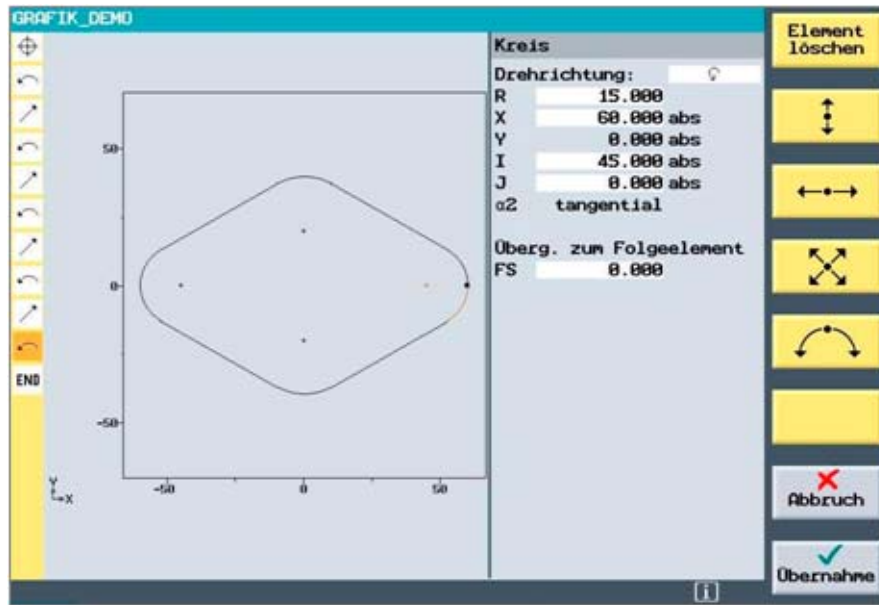 GRAFIK_DEMO
END
50
0
-50
-50
0
50
Y
X
Kreis
Drehrichtung:
R 15.000
X 60.000 abs
Y 0.000 abs
I 45.000 abs
J 0.000 abs
α2 tangential
Überg. zum Folgeelement
FS 0.000
Element
löschen
Abbruch
Übernahme
i